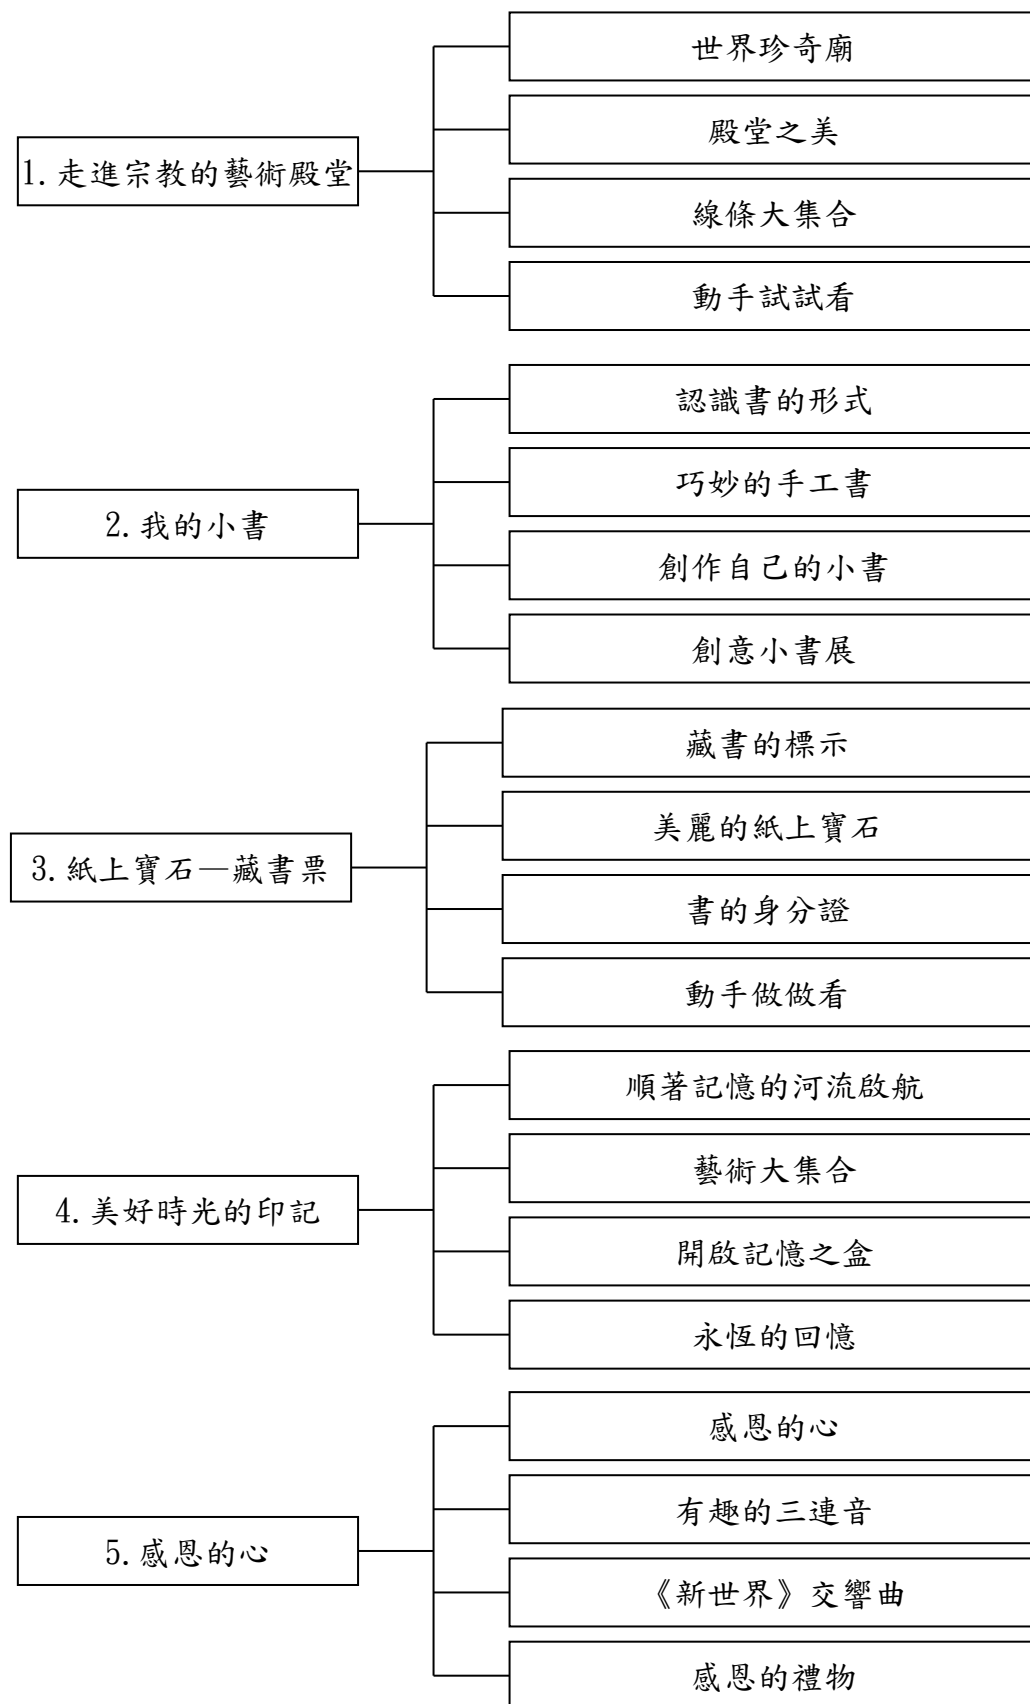 1.走進宗教的藝術殿堂
世界珍奇廟
殿堂之美
線條大集合
動手試試看
2.我的小書
認識書的形式
巧妙的手工書
創作自己的小書
創意小書展
3.紙上寶石—藏書票
藏書的標示
美麗的紙上寶石
書的身分證
動手做做看
4.美好時光的印記
順著記憶的河流啟航
藝術大集合
開啟記憶之盒
永恆的回憶
5.感恩的心
感恩的心
有趣的三連音
《新世界》交響曲
感恩的禮物